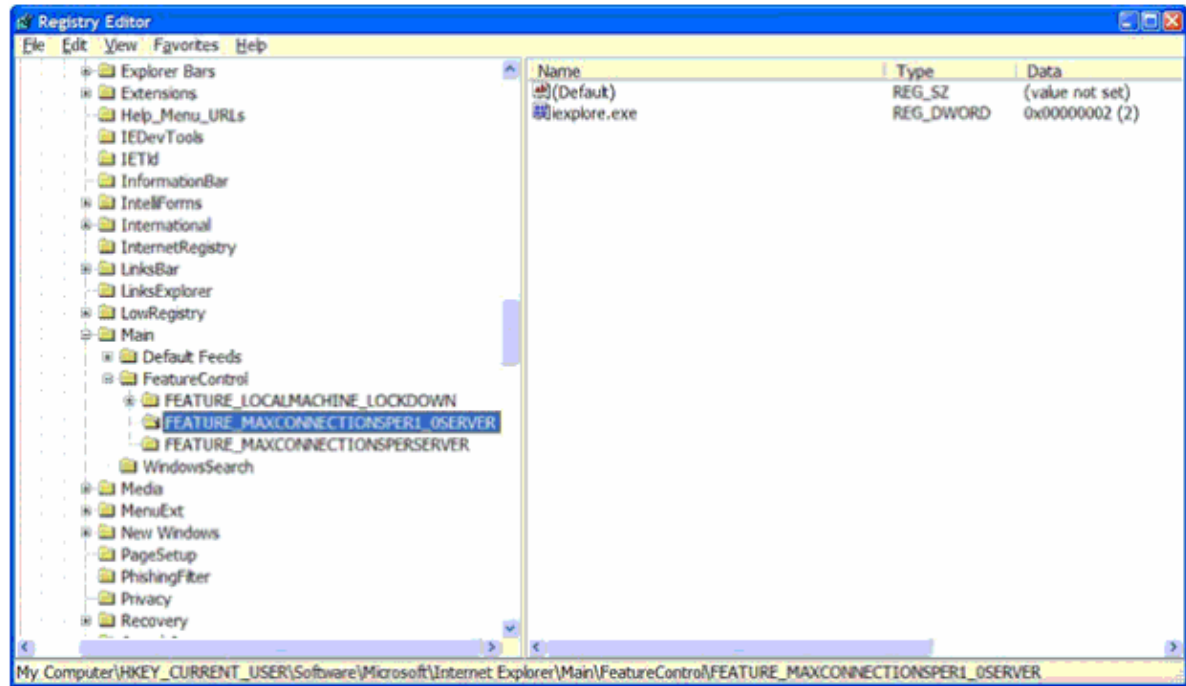 Registry Editor
File Edit View Favorites Help
Explorer Bars
Extensions
Help_Menu_URLs
IEDevTools
IETld
InformationBar
IntelliForms
International
InternetRegistry
LinksBar
LinksExplorer
LowRegistry
Main
Default Feeds
FeatureControl
FEATURE_LOCALMACHINE_LOCKDOWN
FEATURE_MAXCONNECTIONSPER1_0SERVER
FEATURE_MAXCONNECTIONSPERSERVER
WindowsSearch
Media
MenuExt
New Windows
PageSetup
PhishingFilter
Privacy
Recovery
Name Type Data
(Default) REG_SZ (value not set)
iexplore.exe REG_DWORD 0x00000002 (2)
My Computer\HKEY_CURRENT_USER\Software\Microsoft\Internet Explorer\Main\FeatureControl\FEATURE_MAXCONNECTIONSPER1_0SERVER